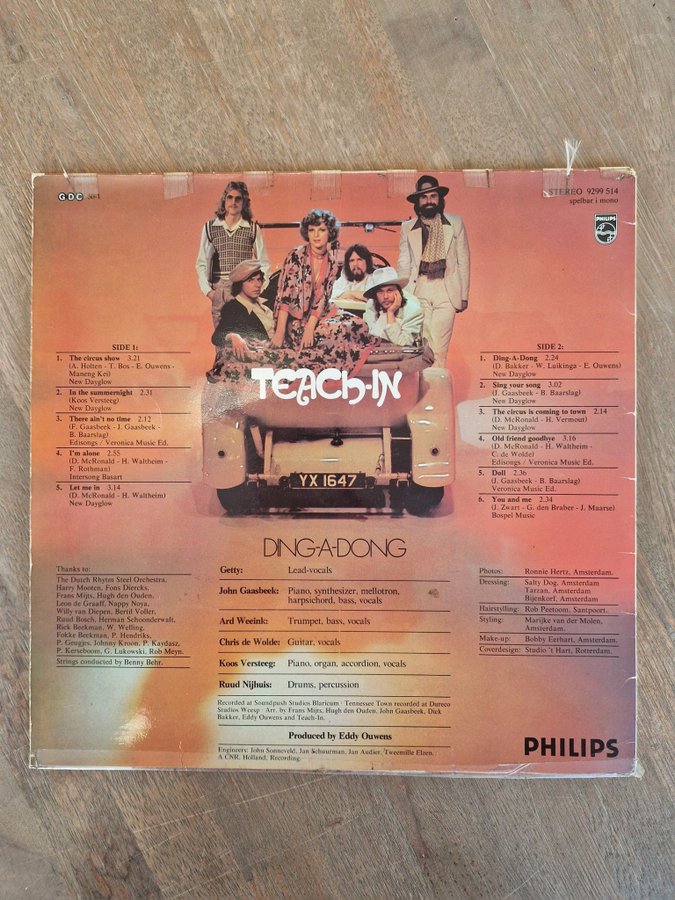 GDC
STEREO 9299 514
spelbar i mono
PHILIPS
SIDE 1:
1. The circus show 3.21
(A. Holten - T. Bos - E. Ouwens -
Maneng Kei)
New Dayglow
2. In the summernight 2.31
(Koos Versteeg)
New Dayglow
3. There ain't no time 2.12
(F. Gaasbeek - J. Gaasbeek -
B. Baarslag)
Edisongs / Veronica Music Ed.
4. I'm alone 2.55
(D. McRonald - H. Waltheim -
F. Rothman)
Intersong Basart
5. Let me in 3.14
(D. McRonald - H. Waltheim)
New Dayglow
SIDE 2:
1. Ding-A-Dong 2.24
(D. Bakker - W. Luikinga - E. Ouwens)
New Dayglow
2. Sing your song 3.02
(J. Gaasbeek - B. Baarslag)
New Dayglow
3. The circus is coming to town 2.14
(D. McRonald - H. Vermout)
New Dayglow
4. Old friend goodbye 3.16
(D. McRonald - H. Waltheim -
C. de Wolde)
Edisongs / Veronica Music Ed.
5. Doll 2.36
(J. Gaasbeek - B. Baarslag)
Veronica Music Ed.
6. You and me 2.34
(J. Zwart - G. den Braber - J. Maarse)
Bospel Music
TEACH-IN
YX 1647
DING-A-DONG
Thanks to:
The Dutch Rhytm Steel Orchestra,
Harry Mooten, Fons Diercks,
Frans Mijts, Hugh den Ouden,
Leon de Graaff, Nappy Noya,
Willy van Diepen, Bertil Voller,
Ruud Bosch, Herman Schoonderwalt,
Rick Beekman, W. Welling,
Fokke Beekman, P. Hendriks,
P. Geugjes, Johnny Kroon, P. Kaydasz,
P. Kerseboom, G. Lukowski, Rob Meyn.
Strings conducted by Benny Behr.
Getty: Lead-vocals
John Gaasbeek: Piano, synthesizer, mellotron,
harpsichord, bass, vocals
Ard Weeink: Trumpet, bass, vocals
Chris de Wolde: Guitar, vocals
Koos Versteeg: Piano, organ, accordion, vocals
Ruud Nijhuis: Drums, percussion
Recorded at Soundpush Studios Blaricum - Tennessee Town recorded at Dureco
Studios Weesp - Arr. by Frans Mijts, Hugh den Ouden, John Gaasbeek, Dick
Bakker, Eddy Ouwens and Teach-In.
Produced by Eddy Ouwens
Engineers: John Sonneveld, Jan Schuurman, Jan Audier, Tweemille Elzen.
A CNR, Holland, Recording.
Photos: Ronnie Hertz, Amsterdam.
Dressing: Salty Dog, Amsterdam
Tarzan, Amsterdam
Bijenkorf, Amsterdam
Hairstylling: Rob Peetoom, Santpoort.
Styling: Marijke van der Molen,
Amsterdam.
Make-up: Bobby Eerhart, Amsterdam.
Coverdesign: Studio 't Hart, Rotterdam.
PHILIPS